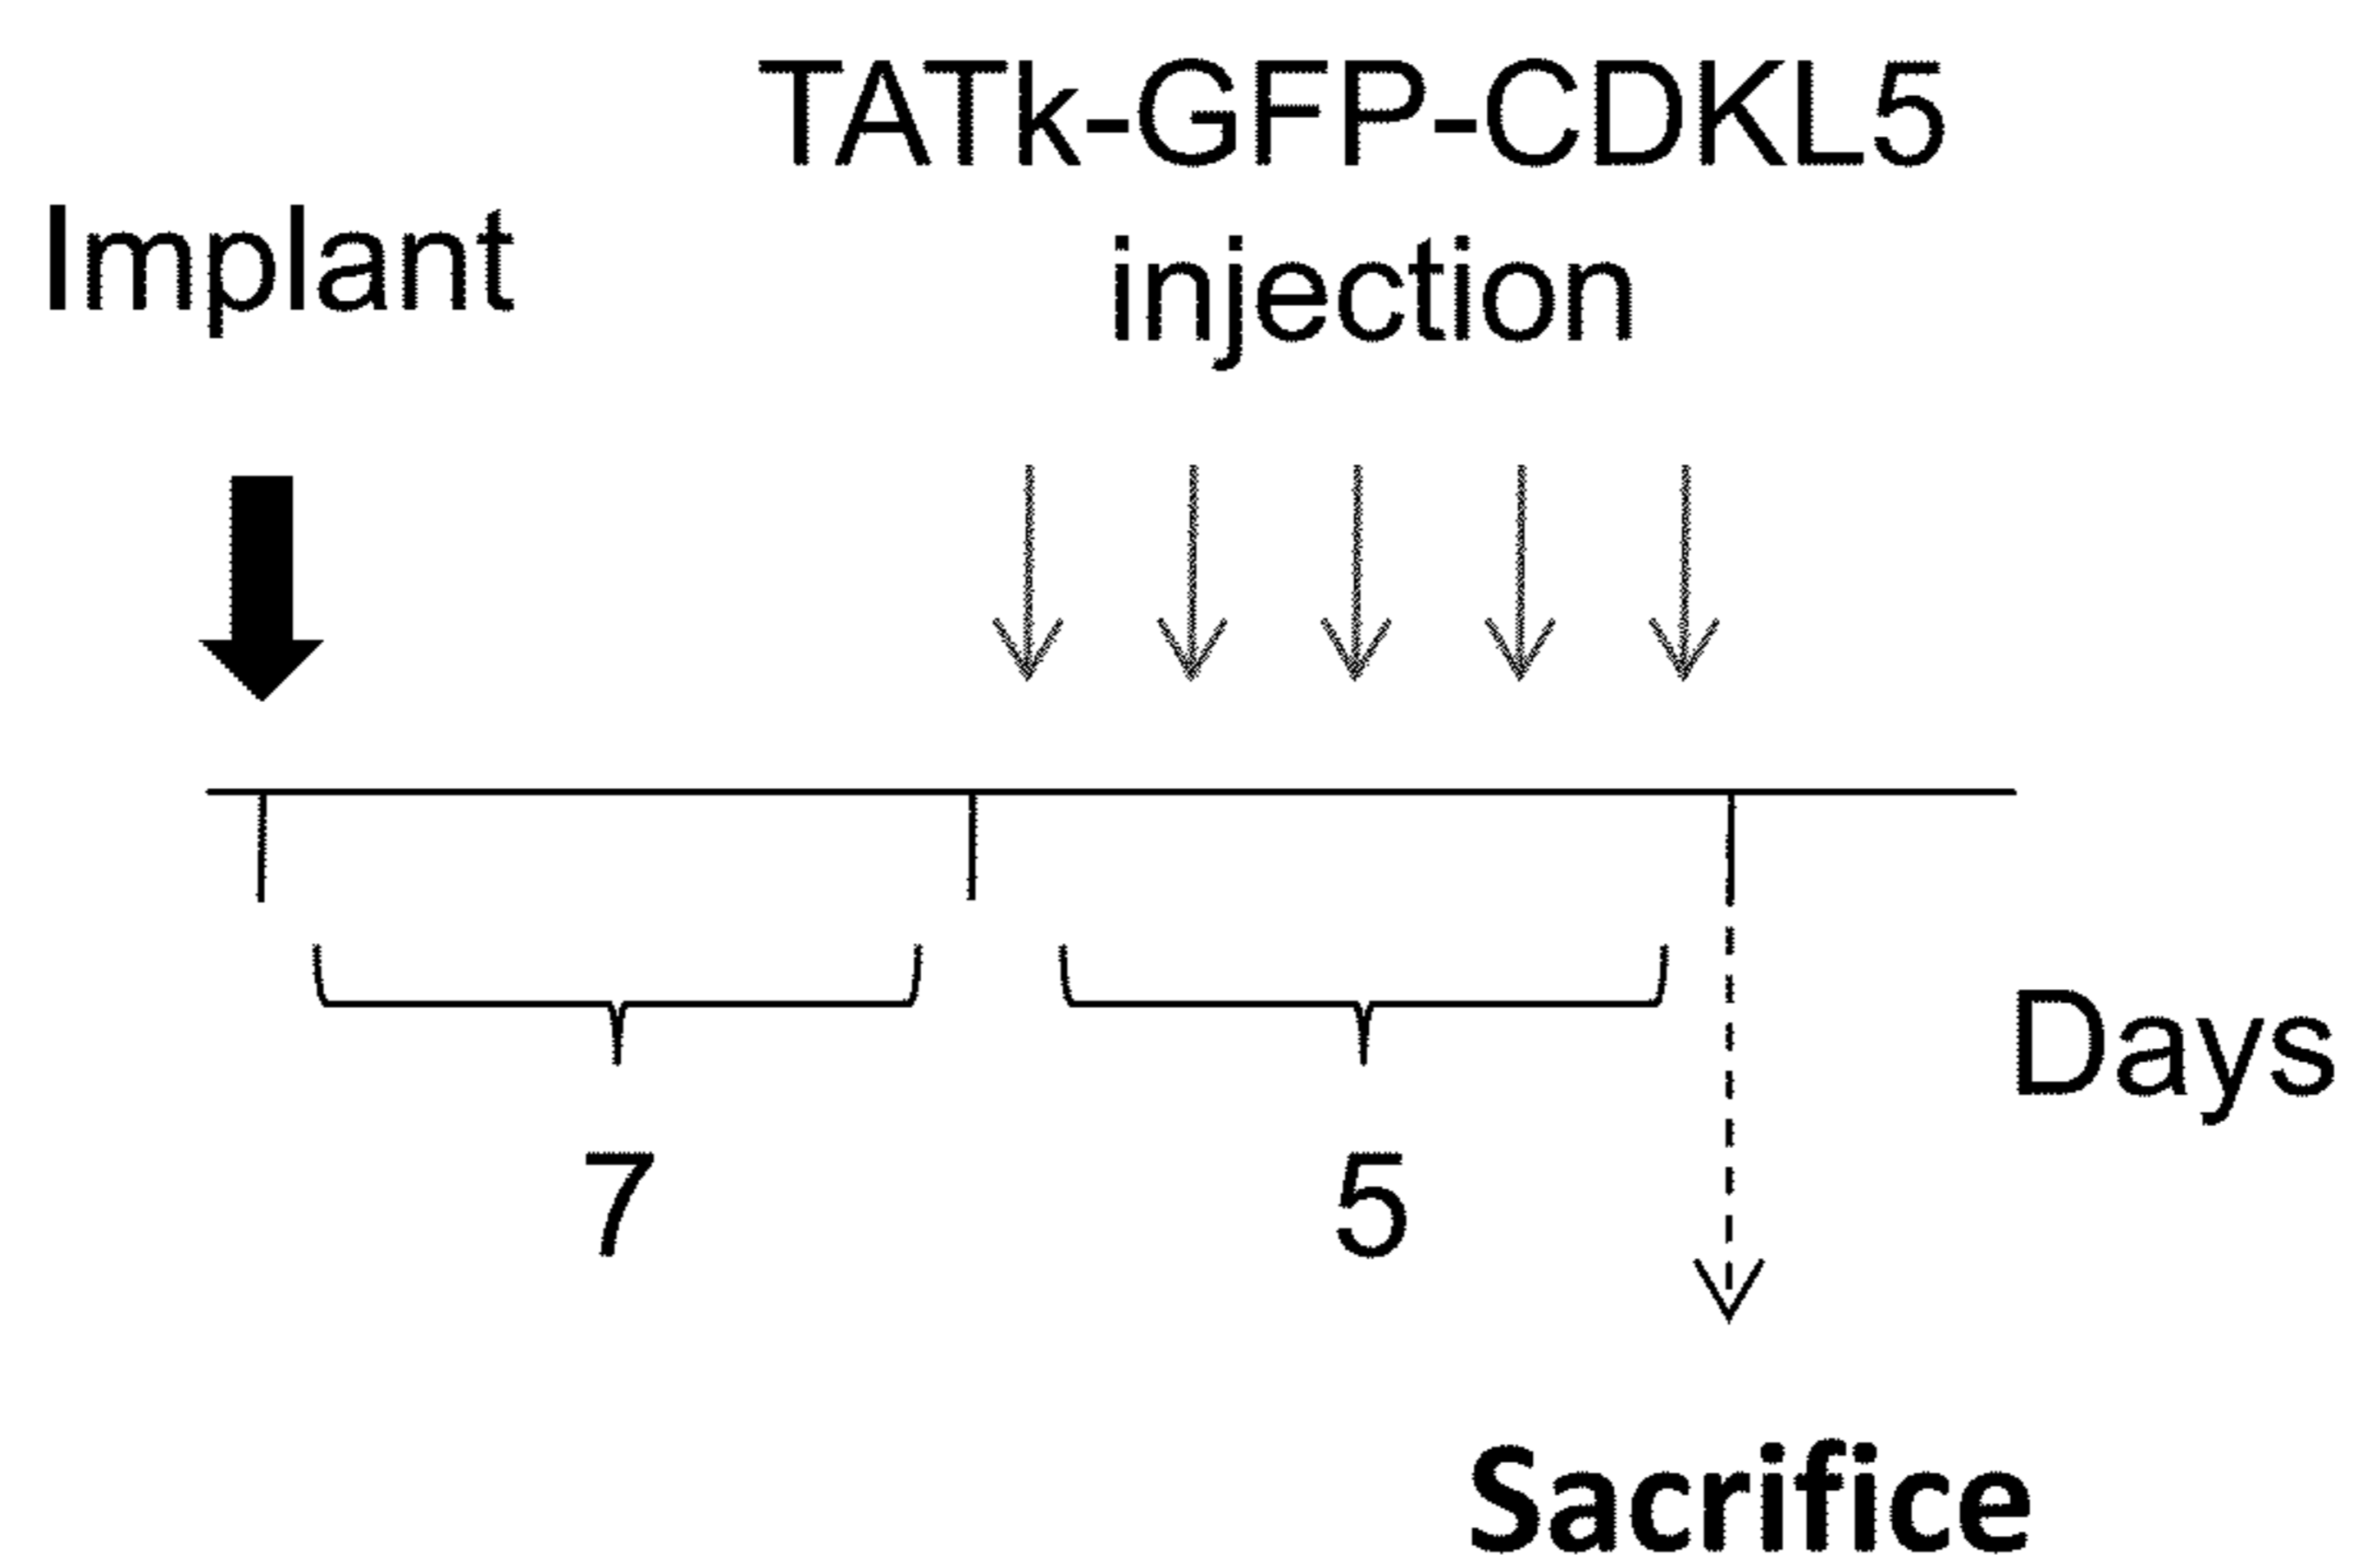 TATk-GFP-CDKL5
injection
Implant
7
5
Days
Sacrifice